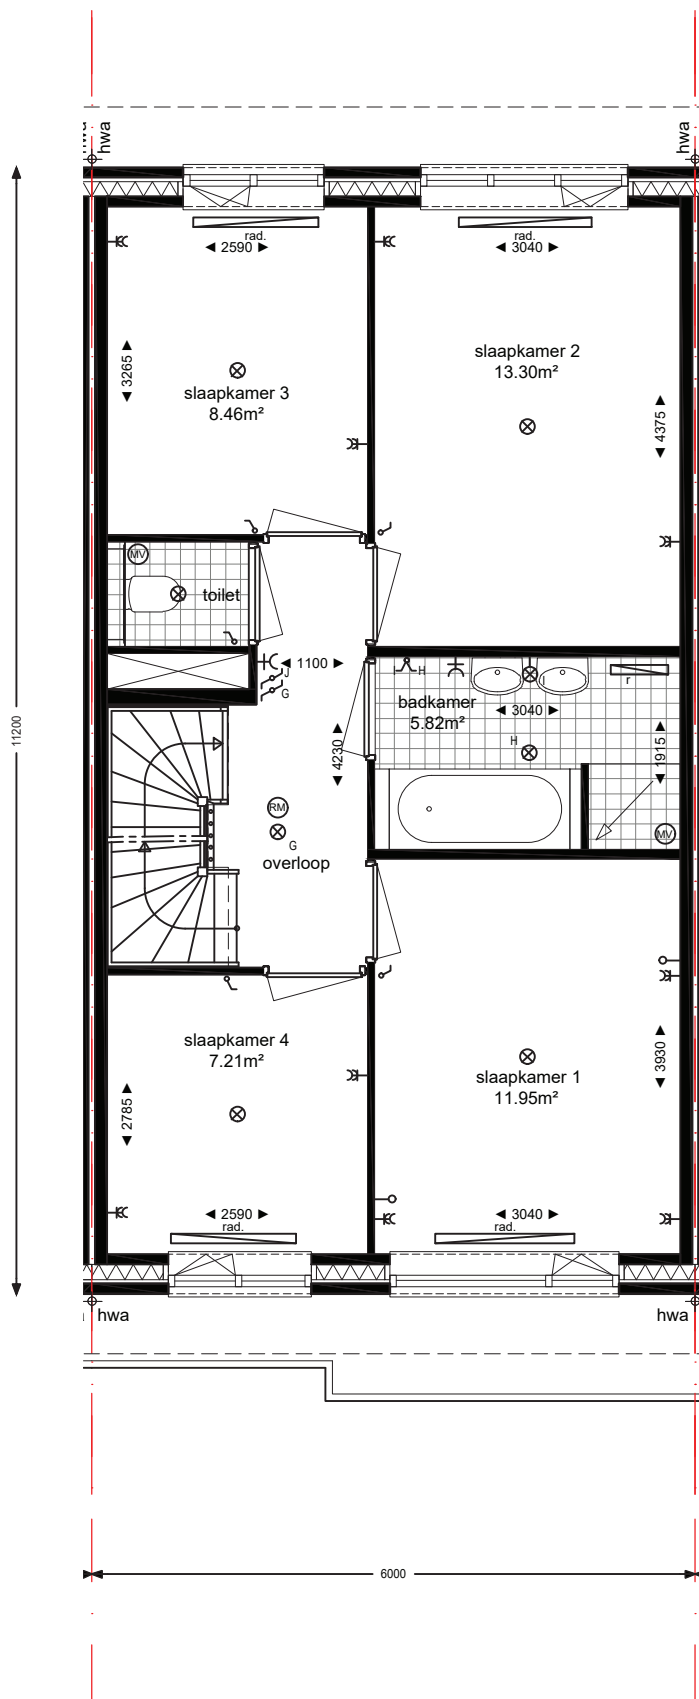 hwa
hwa
hwa
rad.
2590
rad.
3040
3265
slaapkamer 3
8.46m²
slaapkamer 2
13.30m²
4375
MV
toilet
1100
J
G
H
badkamer
5.82m²
3040
r
H
1915
MV
4230
RM
G
overloop
11200
slaapkamer 4
7.21m²
2785
slaapkamer 1
11.95m²
3930
2590
rad.
3040
rad.
hwa
hwa
6000